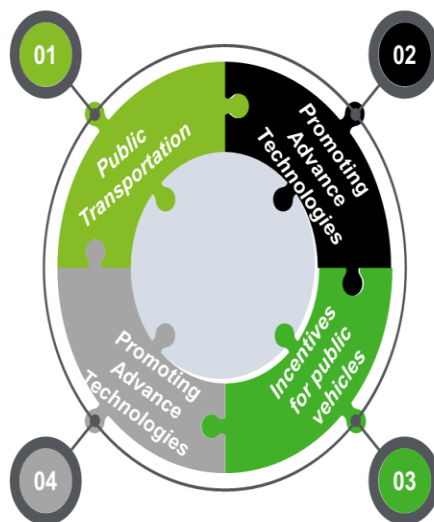 01
02
Public
Transportation
Promoting
Advance
Technologies
Promoting
Advance
Technologies
Incentives
for public
vehicles
04
03